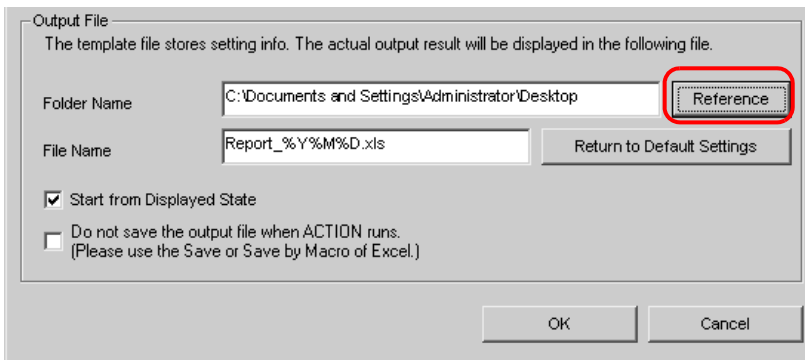 Output File
The template file stores setting info. The actual output result will be displayed in the following file.
Folder Name
C:\Documents and Settings\Administrator\Desktop
Reference
File Name
Report_%Y%M%D.xls
Return to Default Settings
Start from Displayed State
Do not save the output file when ACTION runs.
(Please use the Save or Save by Macro of Excel.)
OK
Cancel